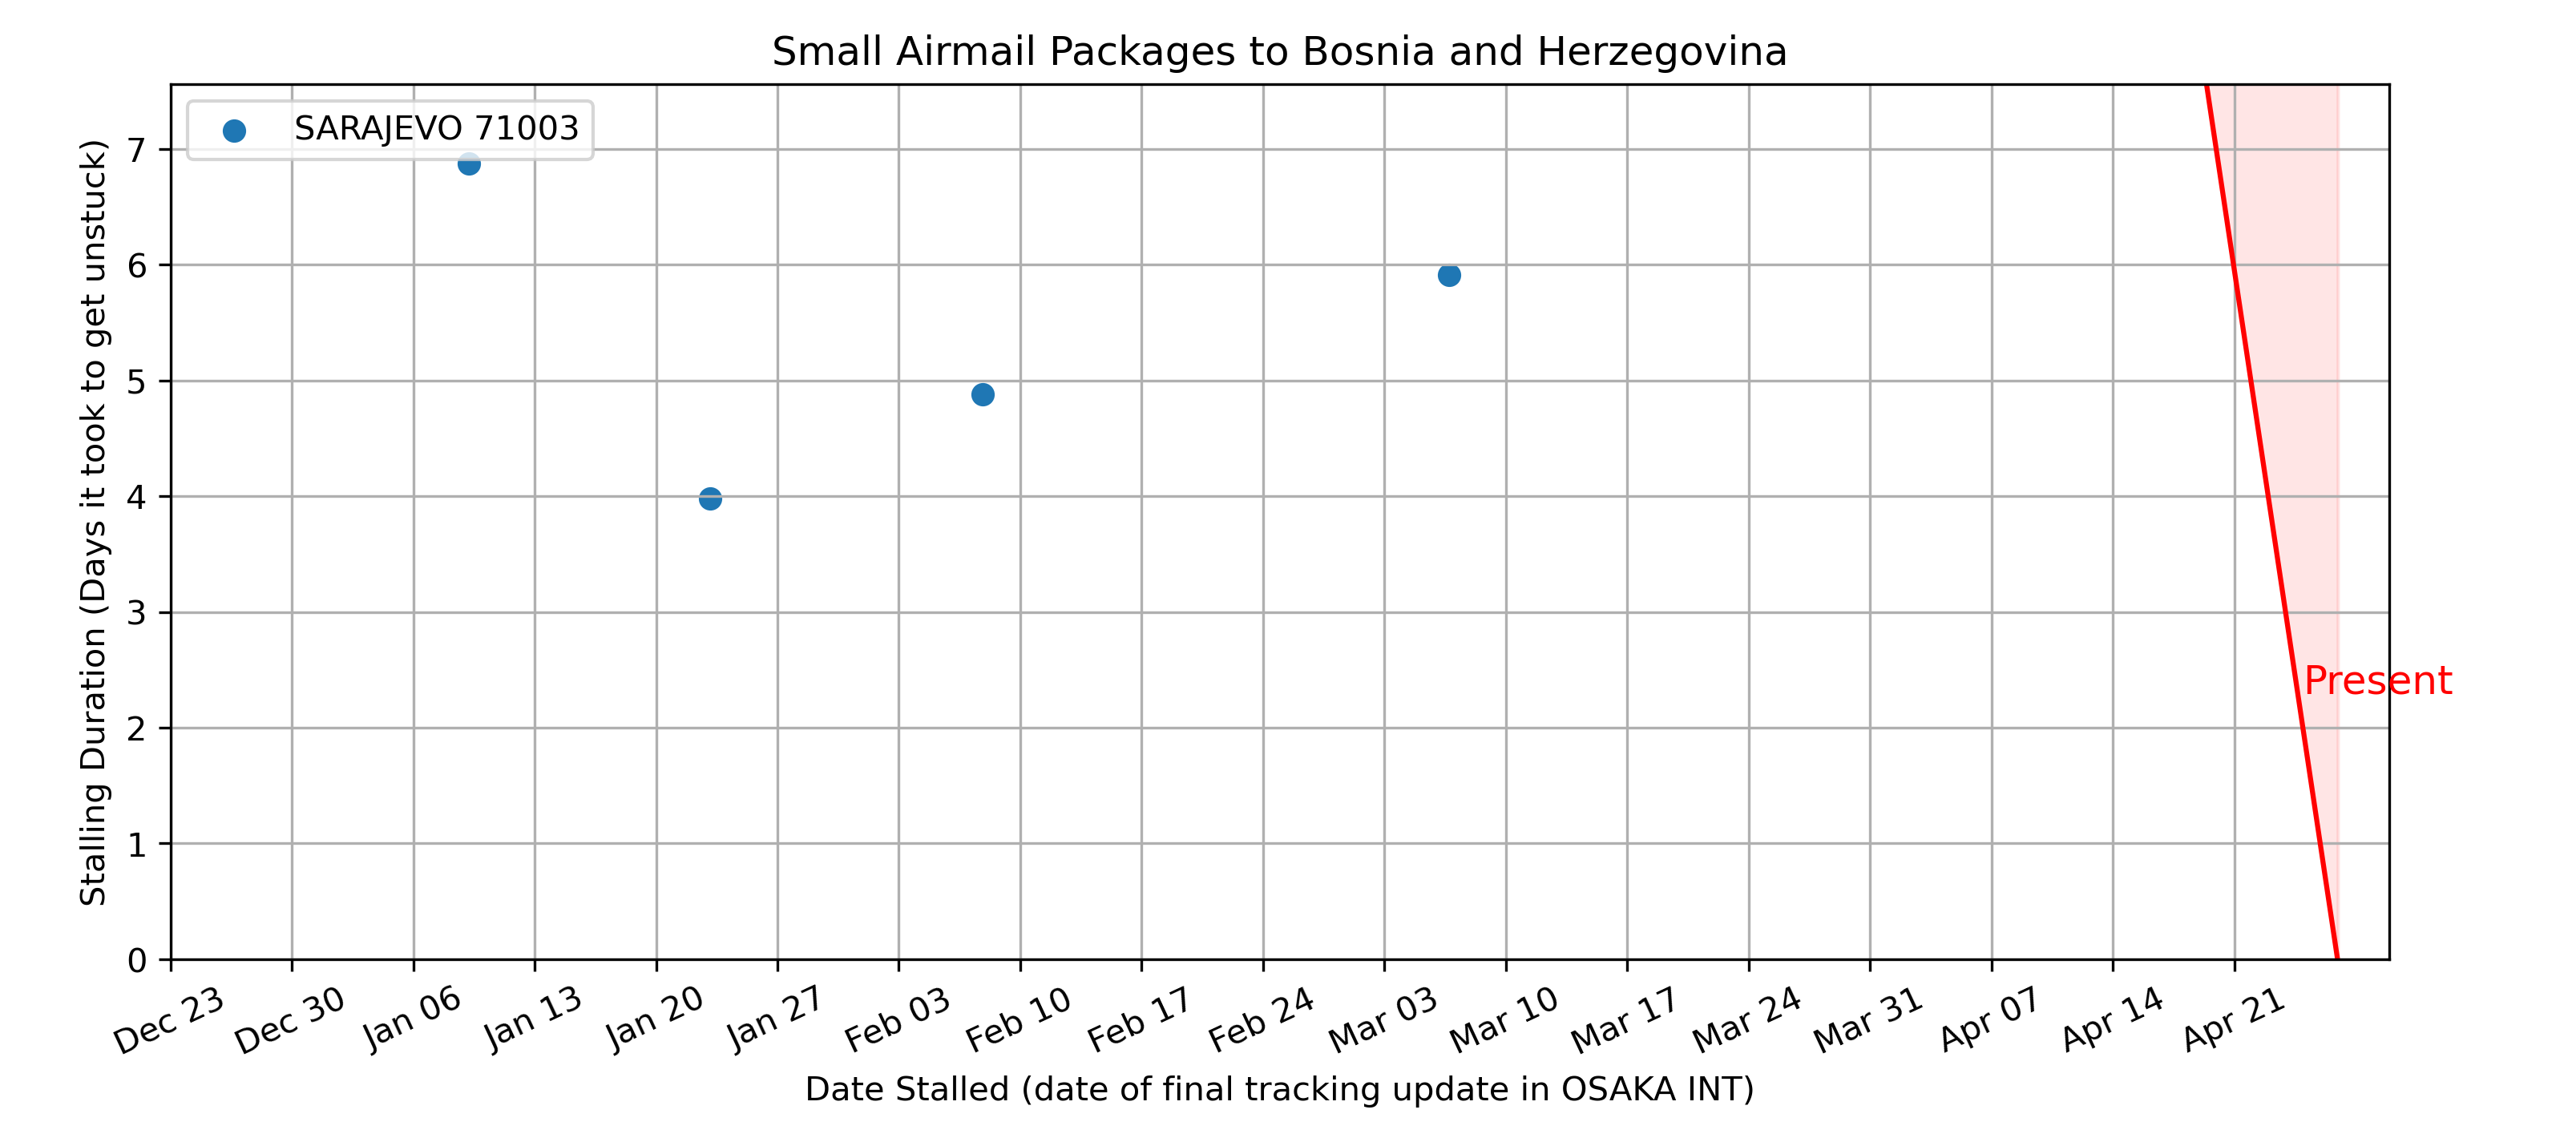 Small Airmail Packages to Bosnia and Herzegovina
SARAJEVO 71003
Stalling Duration (Days it took to get unstuck)
7
6
5
4
3
2
1
0
Present
Dec 23
Dec 30
Jan 06
Jan 13
Jan 20
Jan 27
Feb 03
Feb 10
Feb 17
Feb 24
Mar 03
Mar 10
Mar 17
Mar 24
Mar 31
Apr 07
Apr 14
Apr 21
Date Stalled (date of final tracking update in OSAKA INT)